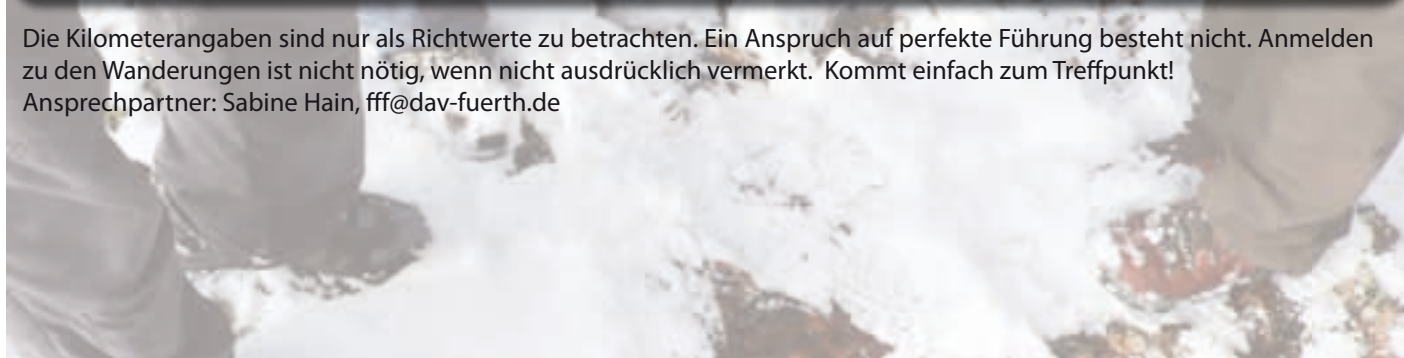 Die Kilometerangaben sind nur als Richtwerte zu betrachten. Ein Anspruch auf perfekte Führung besteht nicht. Anmelden
zu den Wanderungen ist nicht nötig, wenn nicht ausdrücklich vermerkt.  Kommt einfach zum Treffpunkt!
Ansprechpartner: Sabine Hain, fff@dav-fuerth.de